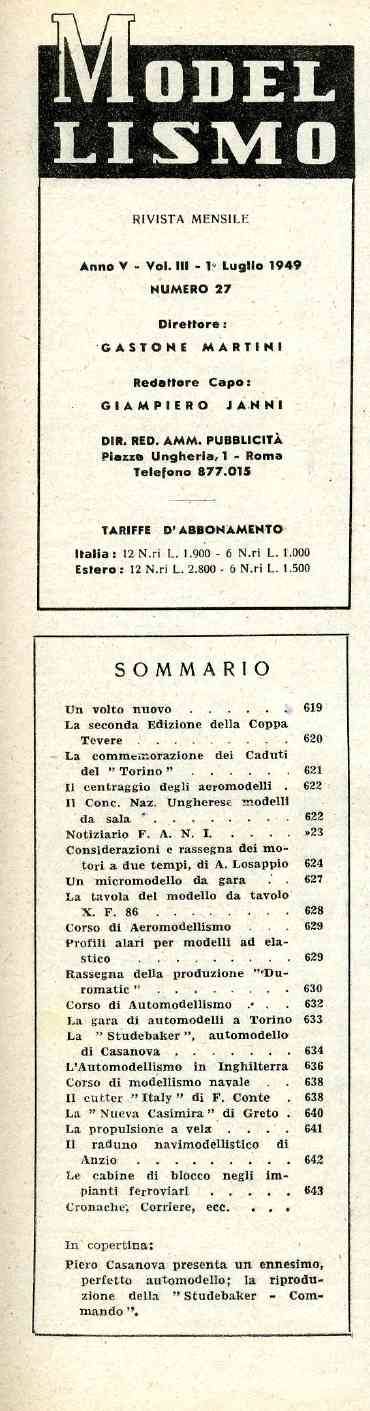 MODEL
LISMO
RIVISTA MENSILE
Anno V - Vol. III - 1° Luglio 1949
NUMERO 27
Direttore:
GASTONE MARTINI
Redattore Capo:
GIAMPIERO JANNI
DIR. RED. AMM. PUBBLICITÀ
Piazza Ungheria, 1 - Roma
Telefono 877.015
TARIFFE D'ABBONAMENTO
Italia: 12 N.ri L. 1.900 - 6 N.ri L. 1.000
Estero: 12 N.ri L. 2.800 - 6 N.ri L. 1.500
SOMMARIO
Un volto nuovo . . . . . . 619
La seconda Edizione della Coppa
Tevere . . . . . . . . . 620
La commemorazione dei Caduti
del " Torino " . . . . . . 621
Il centraggio degli aeromodelli . 622
Il Conc. Naz. Ungherese modelli
da sala . . . . . . . . 622
Notiziario F. A. N. I. . . . . »23
Considerazioni e rassegna dei mo-
tori a due tempi, di A. Losappio 624
Un micromodello da gara . . 627
La tavola del modello da tavolo
X. F. 86 . . . . . . . . 628
Corso di Aeromodellismo . . . 629
Profili alari per modelli ad ela-
stico . . . . . . . . . 629
Rassegna della produzione " Du-
romatic " . . . . . . . . 630
Corso di Automodellismo . . . 632
La gara di automodelli a Torino 633
La " Studebaker ", automodello
di Casanova . . . . . . . 634
L'Automodellismo in Inghilterra 636
Corso di modellismo navale . . 638
Il cutter " Italy " di F. Conte . 638
La " Nueva Casimira " di Greto . 640
La propulsione a vela . . . . 641
Il raduno navimodellistico di
Anzio . . . . . . . . . 642
Le cabine di blocco negli im-
pianti ferroviari . . . . . 643
Cronache, Corriere, ecc. . . .
In copertina:
Piero Casanova presenta un ennesimo,
perfetto automodello; la riprodu-
zione della " Studebaker - Com-
mando ".